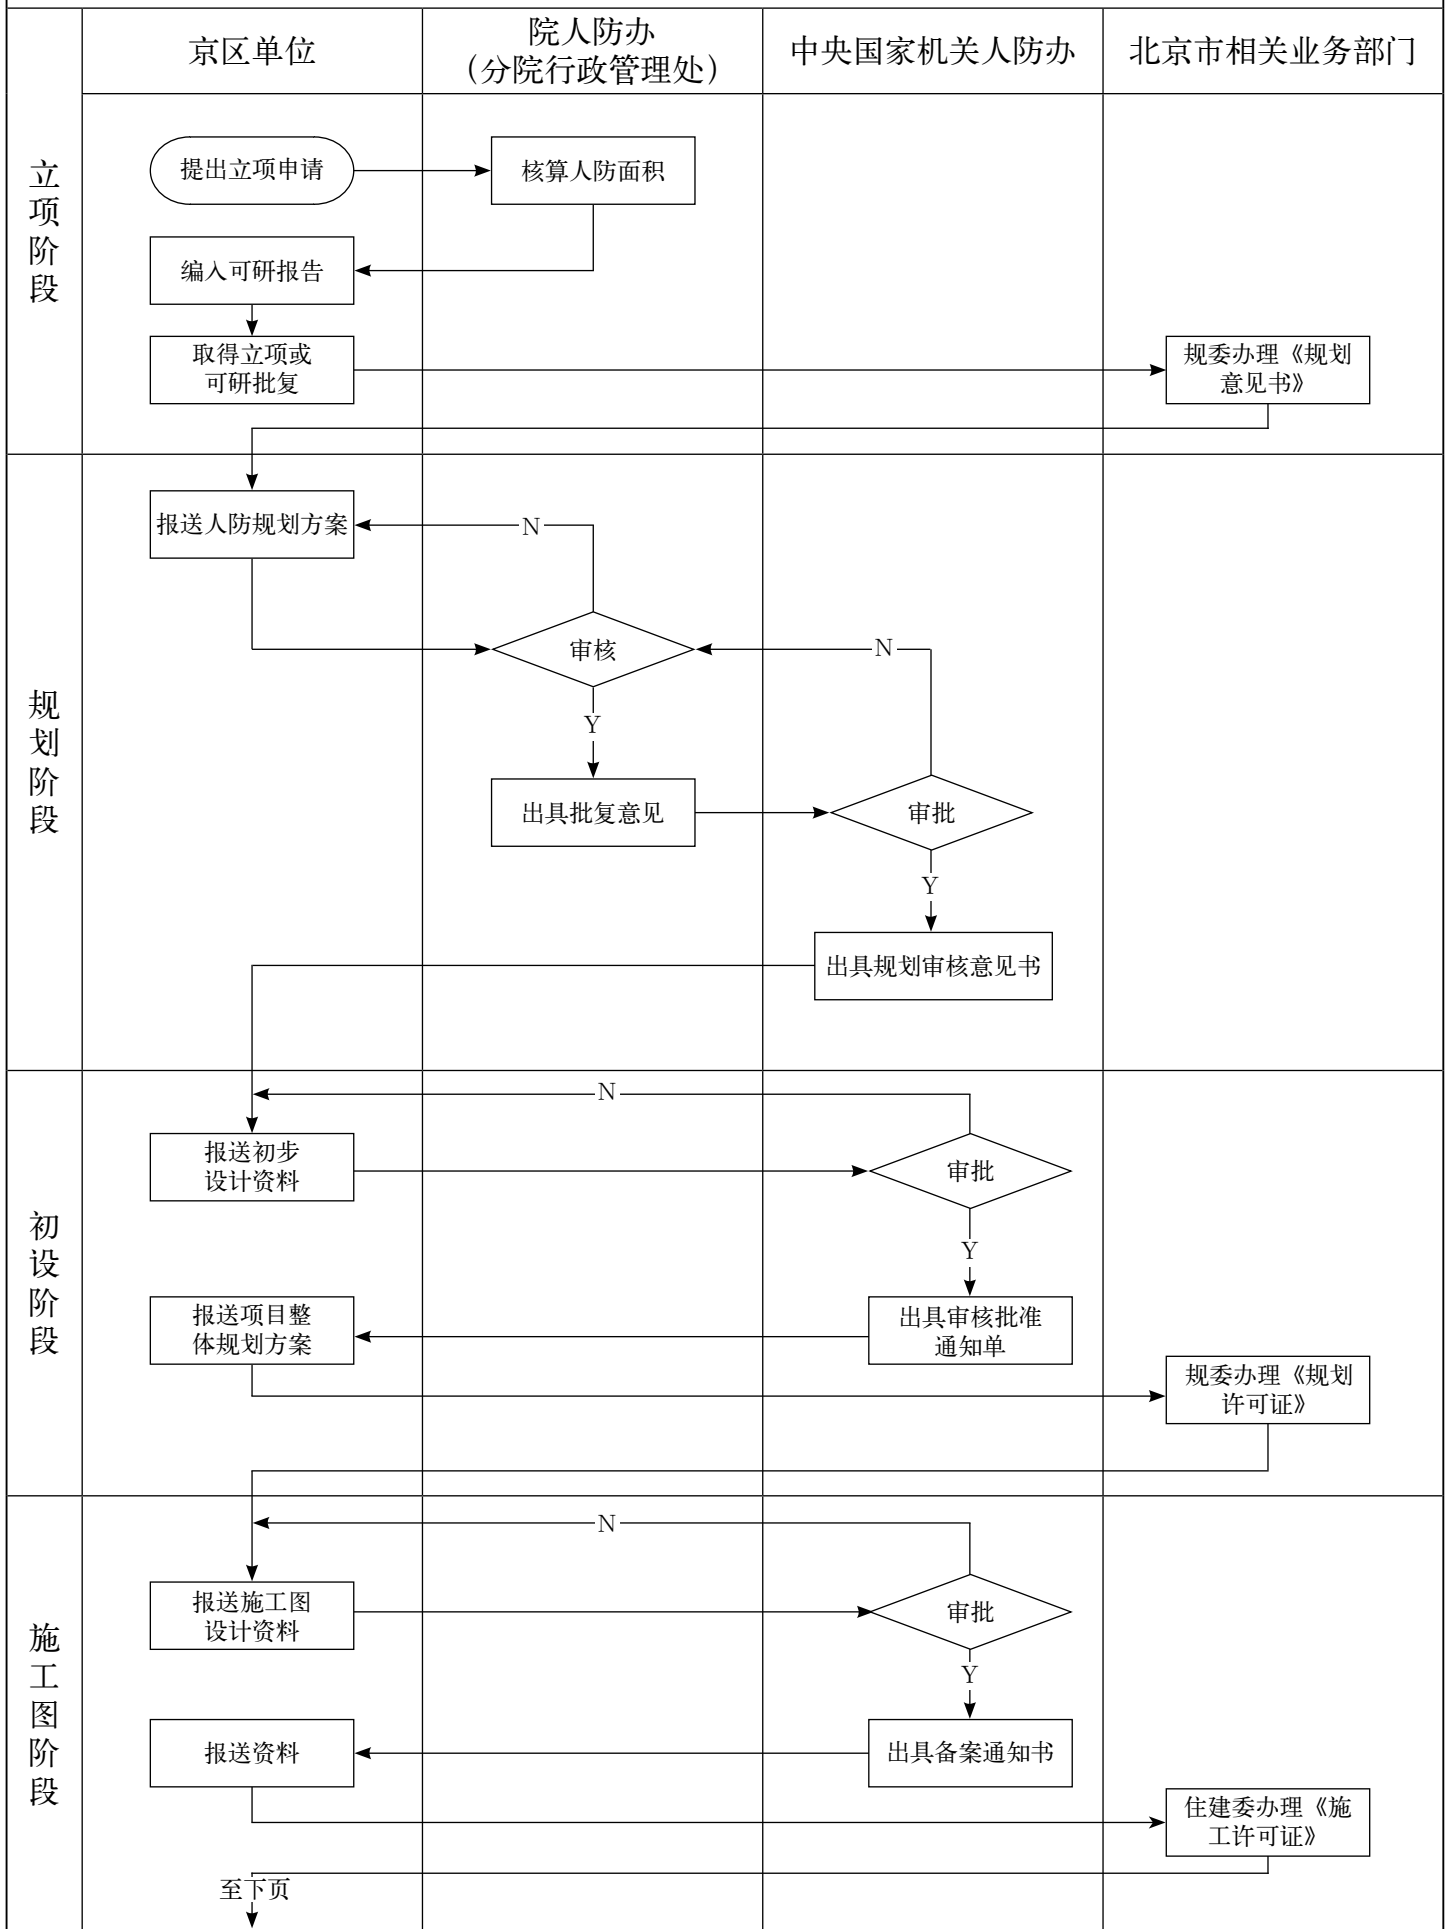 京区单位
院人防办
（分院行政管理处）
中央国家机关人防办
北京市相关业务部门
立项阶段
提出立项申请
核算人防面积
编入可研报告
取得立项或
可研批复
规委办理《规划
意见书》
规划阶段
报送人防规划方案
N
审核
N
Y
出具批复意见
审批
Y
出具规划审核意见书
初设阶段
N
报送初步
设计资料
审批
Y
报送项目整
体规划方案
出具审核批准
通知单
规委办理《规划
许可证》
施工图阶段
N
报送施工图
设计资料
审批
Y
报送资料
出具备案通知书
住建委办理《施
工许可证》
至下页